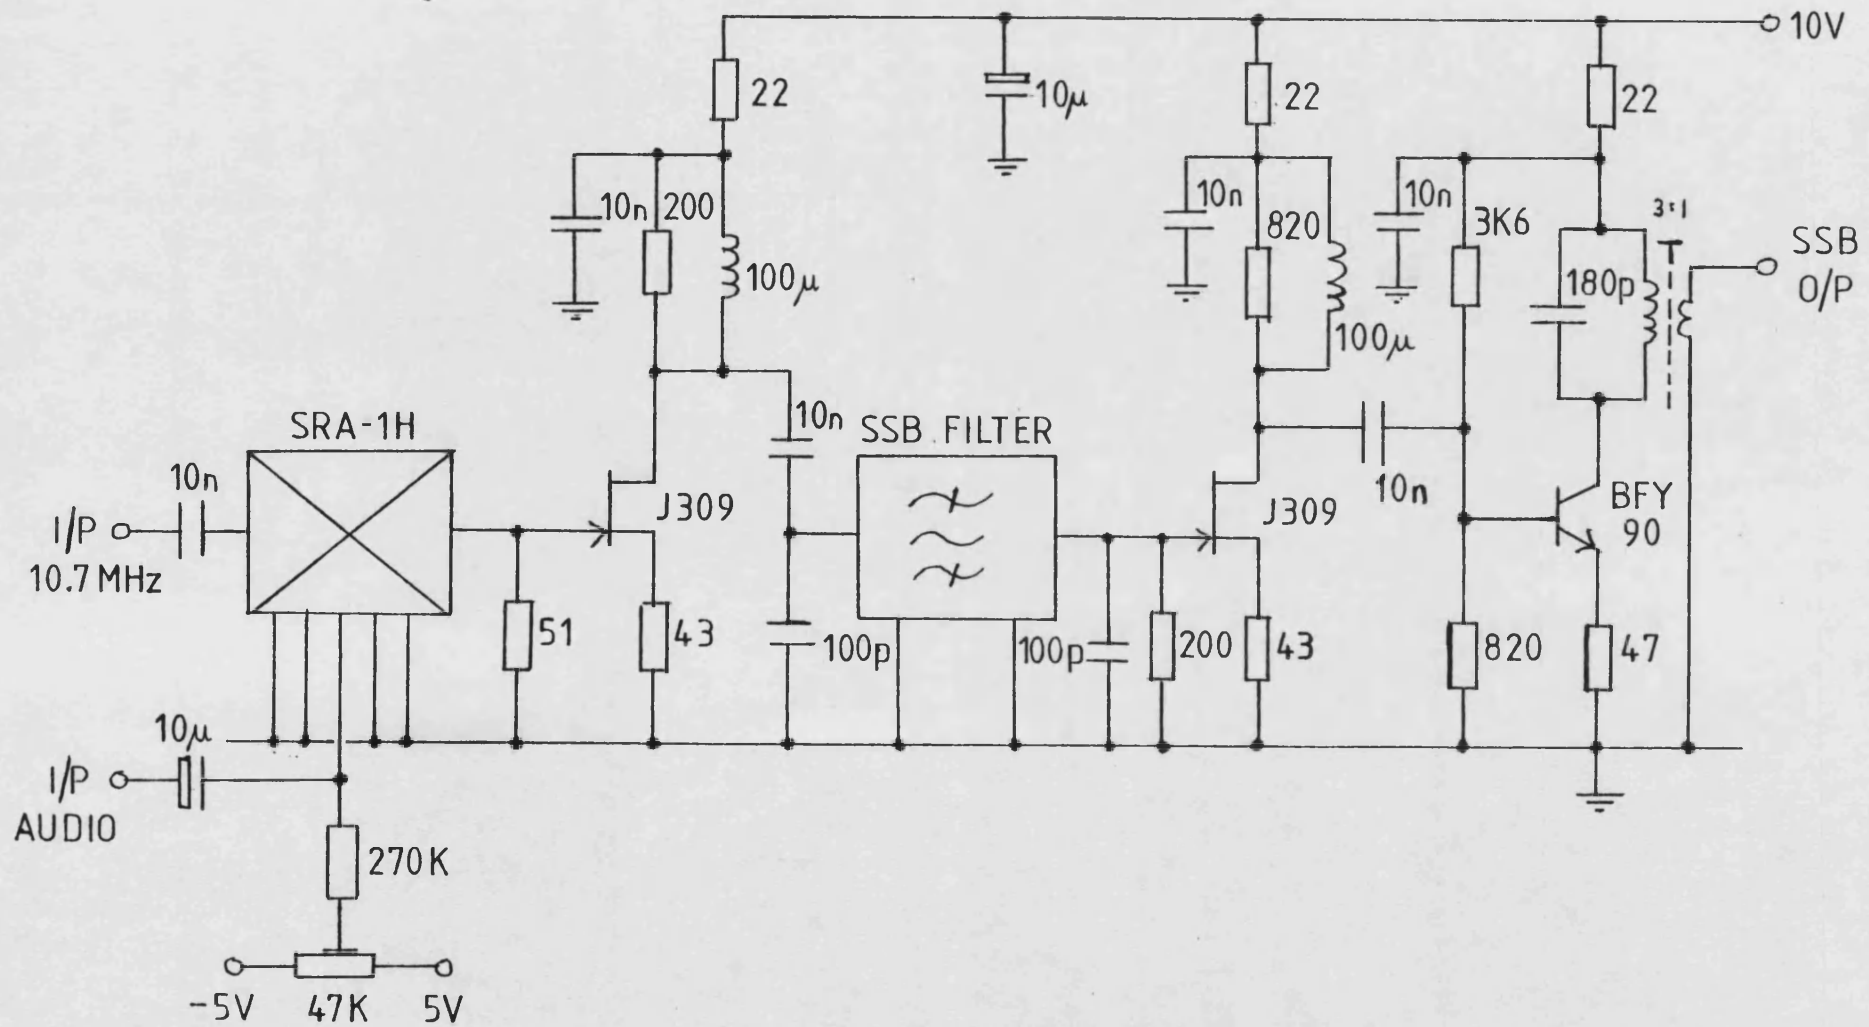 10V
22
10μ
22
22
10n
200
100μ
10n
820
100μ
10n
3K6
180p
3:1
SSB
O/P
SRA-1H
10n
I/P
10.7 MHz
51
J309
43
10n
100p
SSB FILTER
100p
200
J309
43
10n
820
BFY
90
47
10μ
I/P
AUDIO
270K
-5V
47K
5V